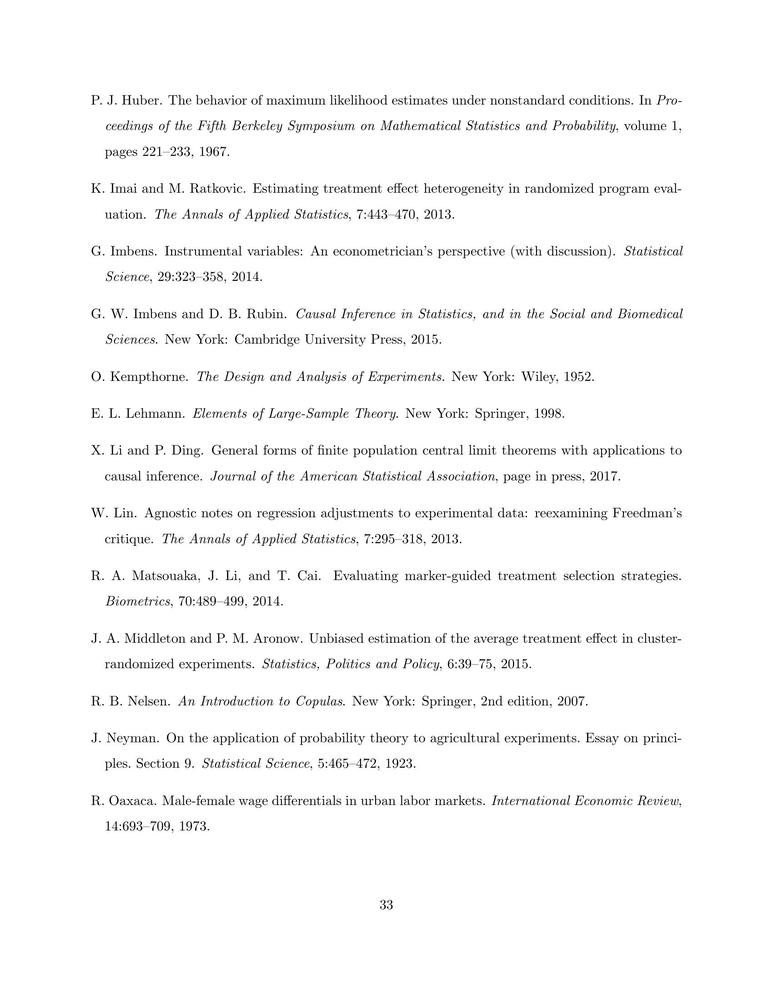 P. J. Huber. The behavior of maximum likelihood estimates under nonstandard conditions. In Pro-
ceedings of the Fifth Berkeley Symposium on Mathematical Statistics and Probability, volume 1,
pages 221–233, 1967.
K. Imai and M. Ratkovic. Estimating treatment effect heterogeneity in randomized program eval-
uation. The Annals of Applied Statistics, 7:443–470, 2013.
G. Imbens. Instrumental variables: An econometrician's perspective (with discussion). Statistical
Science, 29:323–358, 2014.
G. W. Imbens and D. B. Rubin. Causal Inference in Statistics, and in the Social and Biomedical
Sciences. New York: Cambridge University Press, 2015.
O. Kempthorne. The Design and Analysis of Experiments. New York: Wiley, 1952.
E. L. Lehmann. Elements of Large-Sample Theory. New York: Springer, 1998.
X. Li and P. Ding. General forms of finite population central limit theorems with applications to
causal inference. Journal of the American Statistical Association, page in press, 2017.
W. Lin. Agnostic notes on regression adjustments to experimental data: reexamining Freedman's
critique. The Annals of Applied Statistics, 7:295–318, 2013.
R. A. Matsouaka, J. Li, and T. Cai. Evaluating marker-guided treatment selection strategies.
Biometrics, 70:489–499, 2014.
J. A. Middleton and P. M. Aronow. Unbiased estimation of the average treatment effect in cluster-
randomized experiments. Statistics, Politics and Policy, 6:39–75, 2015.
R. B. Nelsen. An Introduction to Copulas. New York: Springer, 2nd edition, 2007.
J. Neyman. On the application of probability theory to agricultural experiments. Essay on princi-
ples. Section 9. Statistical Science, 5:465–472, 1923.
R. Oaxaca. Male-female wage differentials in urban labor markets. International Economic Review,
14:693–709, 1973.
33